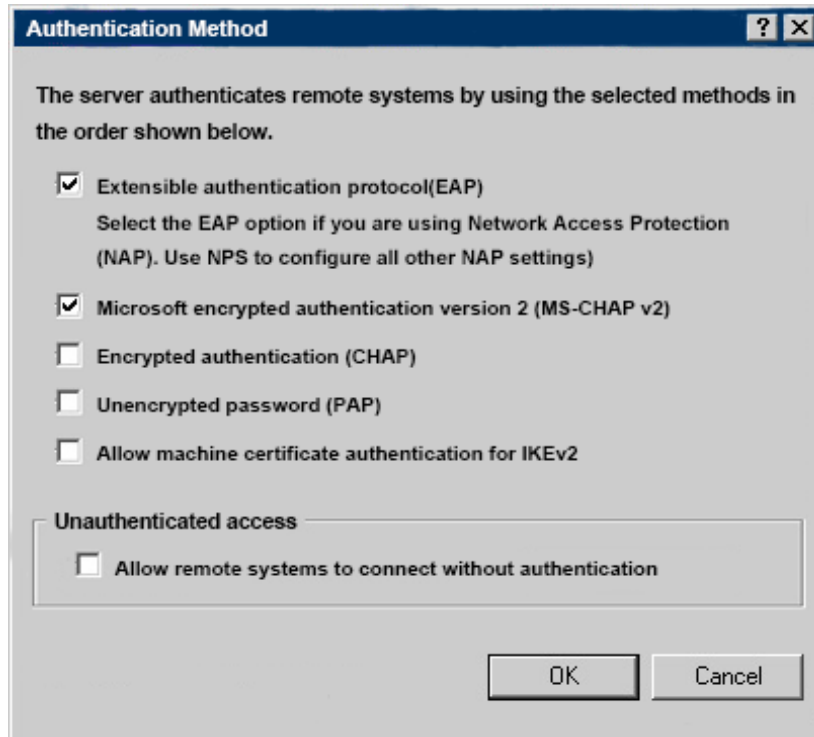 Authentication Method
The server authenticates remote systems by using the selected methods in
the order shown below.
Extensible authentication protocol(EAP)
Select the EAP option if you are using Network Access Protection
(NAP). Use NPS to configure all other NAP settings)
Microsoft encrypted authentication version 2 (MS-CHAP v2)
Encrypted authentication (CHAP)
Unencrypted password (PAP)
Allow machine certificate authentication for IKEv2
Unauthenticated access
Allow remote systems to connect without authentication
OK Cancel